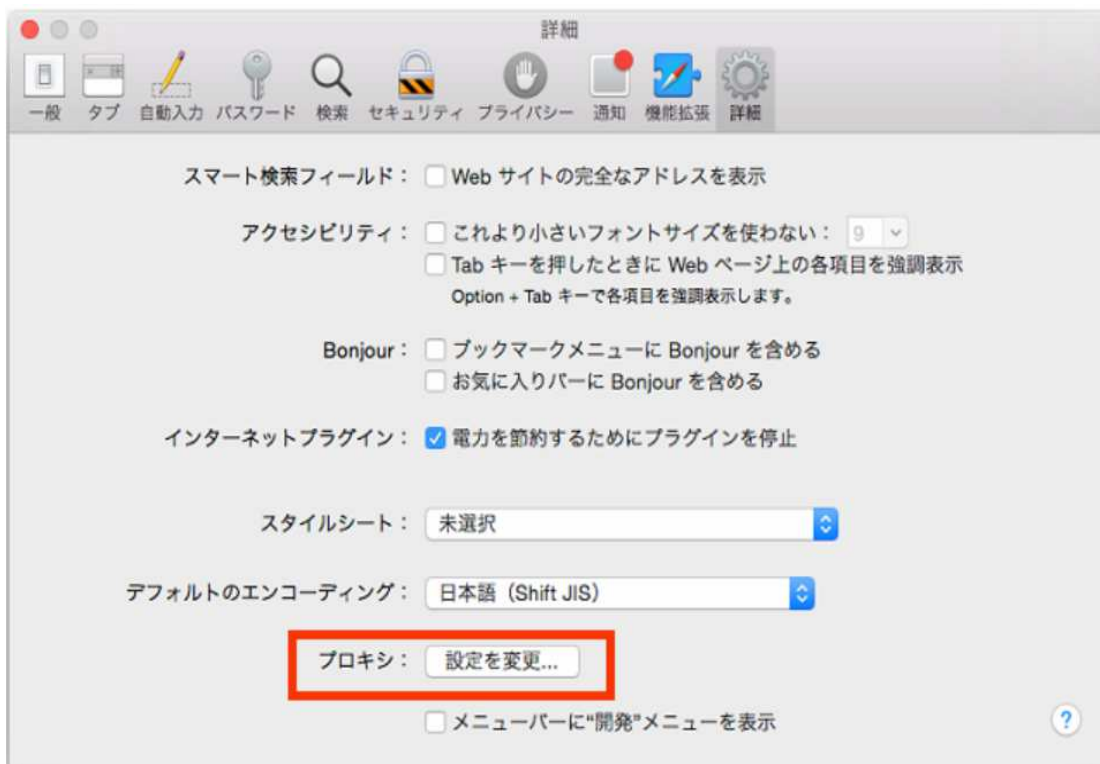 詳細
一般 タブ 自動入力 パスワード 検索 セキュリティ プライバシー 通知 機能拡張 詳細
スマート検索フィールド： Web サイトの完全なアドレスを表示
アクセシビリティ： これより小さいフォントサイズを使わない： 9
Tab キーを押したときに Web ページ上の各項目を強調表示
Option + Tab キーで各項目を強調表示します。
Bonjour： ブックマークメニューに Bonjour を含める
お気に入りバーに Bonjour を含める
インターネットプラグイン： 電力を節約するためにプラグインを停止
スタイルシート： 未選択
デフォルトのエンコーディング： 日本語（Shift JIS）
プロキシ： 設定を変更...
メニューバーに“開発”メニューを表示
?